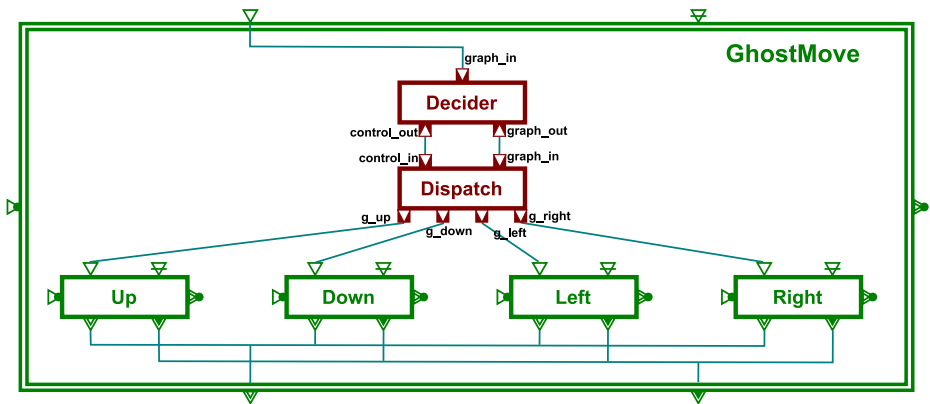 GhostMove
graph_in
Decider
control_out
graph_out
control_in
graph_in
Dispatch
g_up
g_down
g_left
g_right
Up
Down
Left
Right